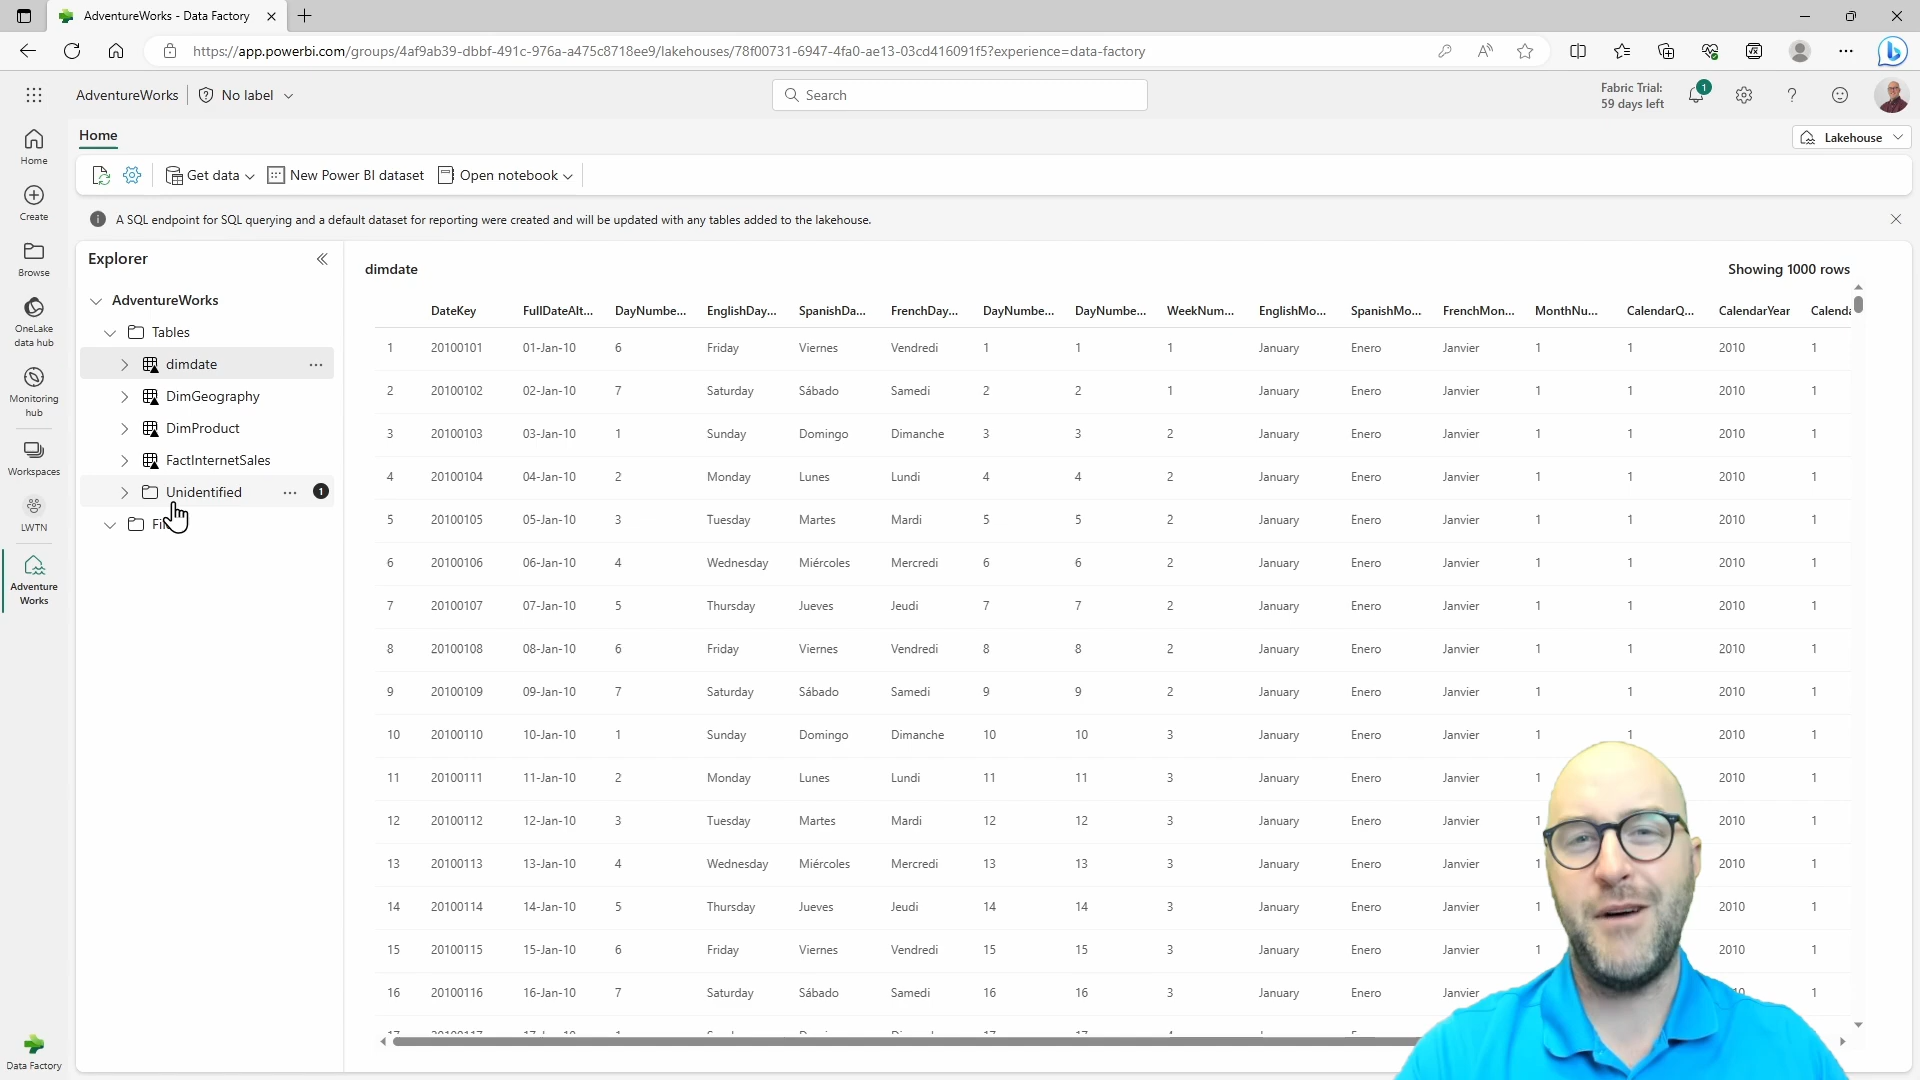 AdventureWorks - Data Factory
https://app.powerbi.com/groups/4af9ab39-dbbf-491c-976a-a475c8718ee9/lakehouses/78f00731-6947-4fa0-ae13-03cd416091f5?experience=data-factory
AdventureWorks No label Search Fabric Trial: 59 days left 1
Home Lakehouse
Get data New Power BI dataset Open notebook
A SQL endpoint for SQL querying and a default dataset for reporting were created and will be updated with any tables added to the lakehouse.
Home
Create
Browse
OneLake
data hub
Monitoring
hub
Workspaces
LWTN
Adventure
Works
Data Factory
Explorer
AdventureWorks
Tables
dimdate
DimGeography
DimProduct
FactInternetSales
Unidentified 1
dimdate Showing 1000 rows
DateKey FullDateAlt... DayNumbe... EnglishDay... SpanishDa... FrenchDay... DayNumbe... DayNumbe... WeekNum... EnglishMo... SpanishMo... FrenchMon... MonthNu... CalendarQ... CalendarYear Calenda
1 20100101 01-Jan-10 6 Friday Viernes Vendredi 1 1 1 January Enero Janvier 1 1 2010 1
2 20100102 02-Jan-10 7 Saturday Sábado Samedi 2 2 1 January Enero Janvier 1 1 2010 1
3 20100103 03-Jan-10 1 Sunday Domingo Dimanche 3 3 2 January Enero Janvier 1 1 2010 1
4 20100104 04-Jan-10 2 Monday Lunes Lundi 4 4 2 January Enero Janvier 1 1 2010 1
5 20100105 05-Jan-10 3 Tuesday Martes Mardi 5 5 2 January Enero Janvier 1 1 2010 1
6 20100106 06-Jan-10 4 Wednesday Miércoles Mercredi 6 6 2 January Enero Janvier 1 1 2010 1
7 20100107 07-Jan-10 5 Thursday Jueves Jeudi 7 7 2 January Enero Janvier 1 1 2010 1
8 20100108 08-Jan-10 6 Friday Viernes Vendredi 8 8 2 January Enero Janvier 1 1 2010 1
9 20100109 09-Jan-10 7 Saturday Sábado Samedi 9 9 2 January Enero Janvier 1 1 2010 1
10 20100110 10-Jan-10 1 Sunday Domingo Dimanche 10 10 3 January Enero Janvier 1 1 2010 1
11 20100111 11-Jan-10 2 Monday Lunes Lundi 11 11 3 January Enero Janvier 1 2010 1
12 20100112 12-Jan-10 3 Tuesday Martes Mardi 12 12 3 January Enero Janvier 1 2010 1
13 20100113 13-Jan-10 4 Wednesday Miércoles Mercredi 13 13 3 January Enero Janvier 1 2010 1
14 20100114 14-Jan-10 5 Thursday Jueves Jeudi 14 14 3 January Enero Janvier 1 2010 1
15 20100115 15-Jan-10 6 Friday Viernes Vendredi 15 15 3 January Enero Janvier 1 2010 1
16 20100116 16-Jan-10 7 Saturday Sábado Samedi 16 16 3 January Enero Janvier 1